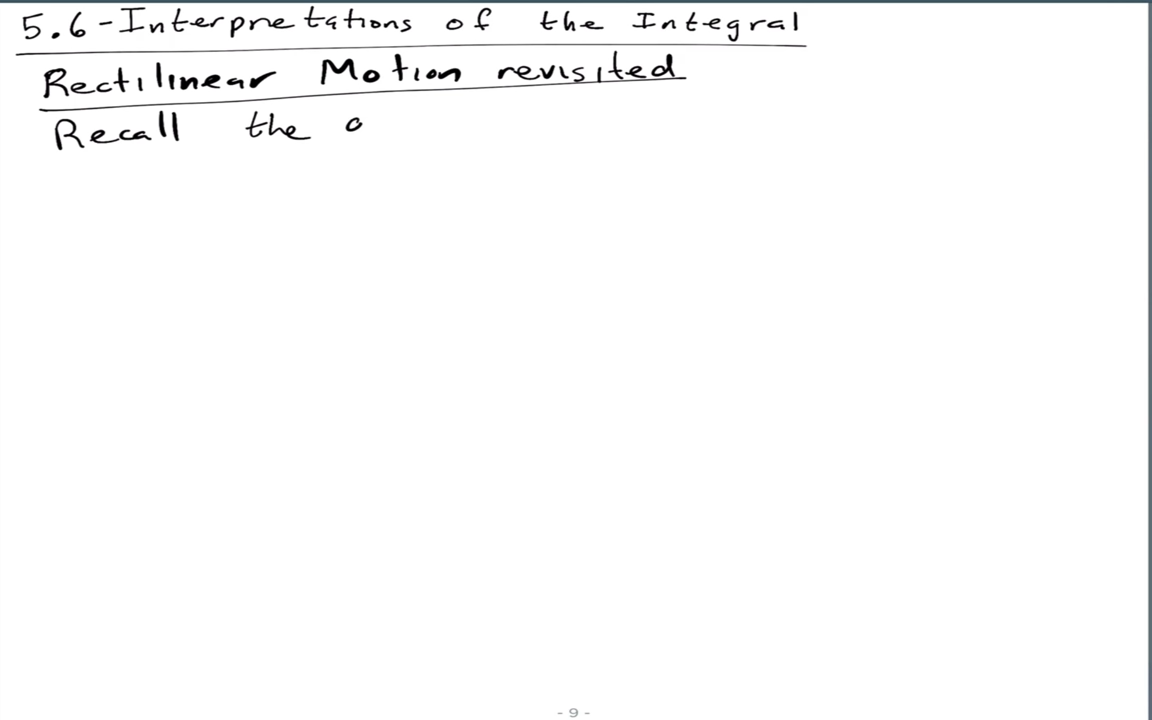 5.6-Interpretations of the Integral
Rectilinear Motion revisited
Recall the
- 9 -